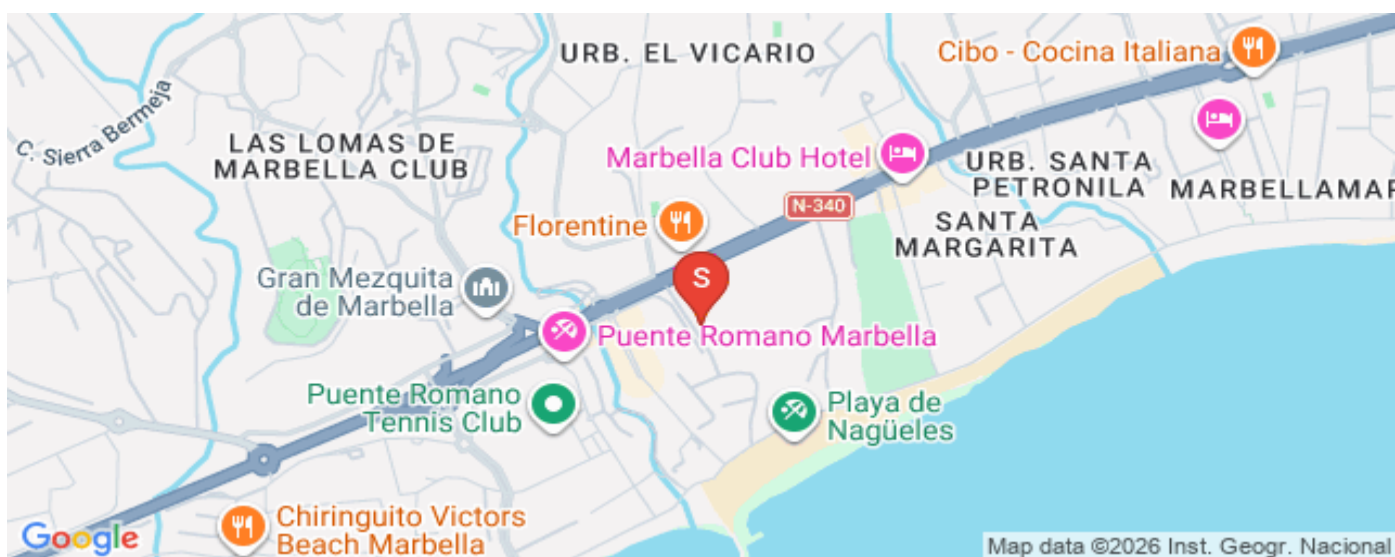 URB. EL VICARIO
Cibo - Cocina Italiana
C. Sierra Bermeja
LAS LOMAS DE
MARBELLA CLUB
Marbella Club Hotel
URB. SANTA
PETRONILA
MARBELLAMAR
N-340
Florentine
SANTA
MARGARITA
Gran Mezquita
de Marbella
S
Puente Romano Marbella
Puente Romano
Tennis Club
Playa de
Nagüeles
Chiringuito Victors
Beach Marbella
Google
Map data ©2026 Inst. Geogr. Nacional